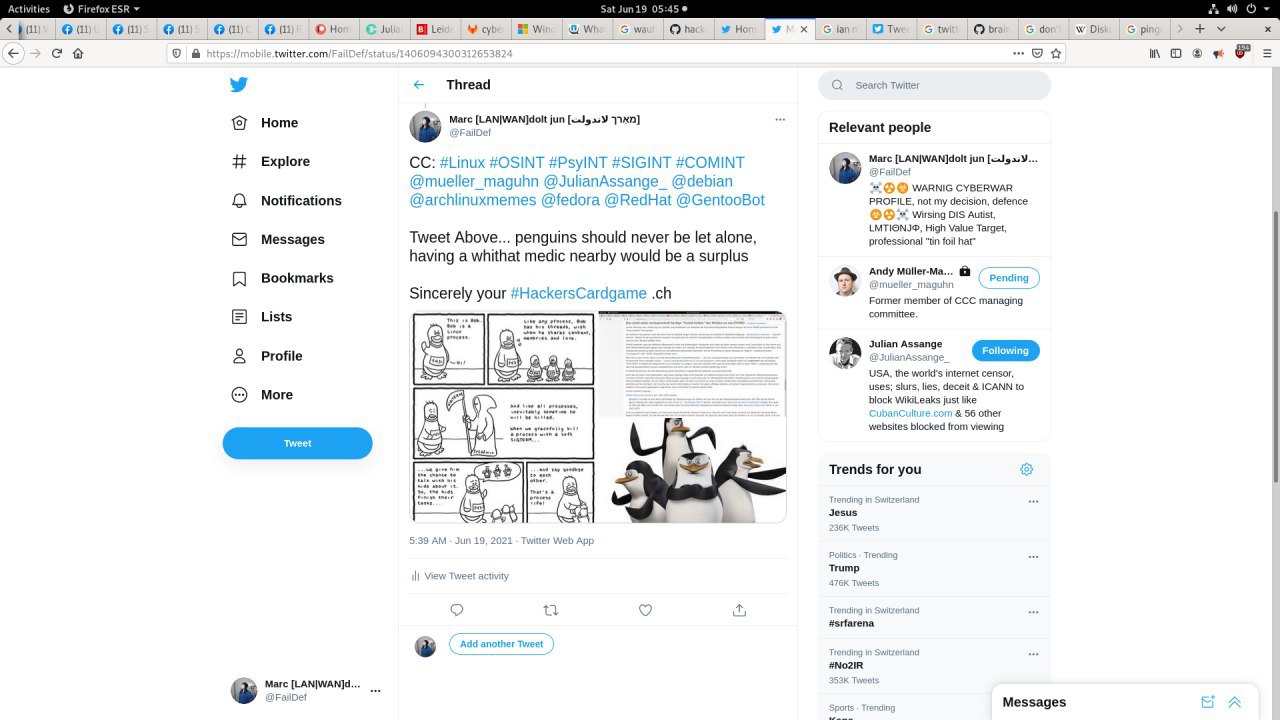 Activities
Firefox ESR
Sat Jun 19 05:45
https://mobile.twitter.com/FailDef/status/1406094300312653824
194
Home
Explore
Notifications
Messages
Bookmarks
Lists
Profile
More
Tweet
Marc [LAN|WAN]d...
@FailDef
Thread
Marc [LAN|WAN]dolt jun [מארך لاندولت]
@FailDef
CC: #Linux #OSINT #PsyINT #SIGINT #COMINT
@mueller_maguhn @JulianAssange_ @debian
@archlinuxmemes @fedora @RedHat @GentooBot
Tweet Above... penguins should never be let alone,
having a whithat medic nearby would be a surplus
Sincerely your #HackersCardgame .ch
This is Bob.
Bob is a
Linux
process.
Hi!
Like any process, Bob
has his threads, with
whom he shares context,
memories and love.
And like all processes,
inevitably sometime he
will be killed.
When we gracefully kill
a process with a soft
SIGTERM...
...we give him
the chance to
talk with his
kids about it.
So, the kids
finish their
tasks...
...and say goodbye
to each
other.
That's a
process
life!
5:39 AM · Jun 19, 2021 · Twitter Web App
View Tweet activity
Add another Tweet
Search Twitter
Relevant people
Marc [LAN|WAN]dolt jun [لاندولت...
@FailDef
☠☢☣ WARNIG CYBERWAR
PROFILE, not my decision, defence
☣☢☠ Wirsing DIS Autist,
LMTIΘNJФ, High Value Target,
professional "tin foil hat"
Andy Müller-Ma...
Pending
@mueller_maguhn
Former member of CCC managing
committee.
Julian Assange
Following
@JulianAssange_
USA, the world's internet censor,
uses; slurs, lies, deceit & ICANN to
block WikiLeaks just like
CubanCulture.com & 56 other
websites blocked from viewing
Trends for you
Trending in Switzerland
Jesus
236K Tweets
Politics · Trending
Trump
476K Tweets
Trending in Switzerland
#srfarena
Trending in Switzerland
#No2IR
353K Tweets
Sports · Trending
Messages